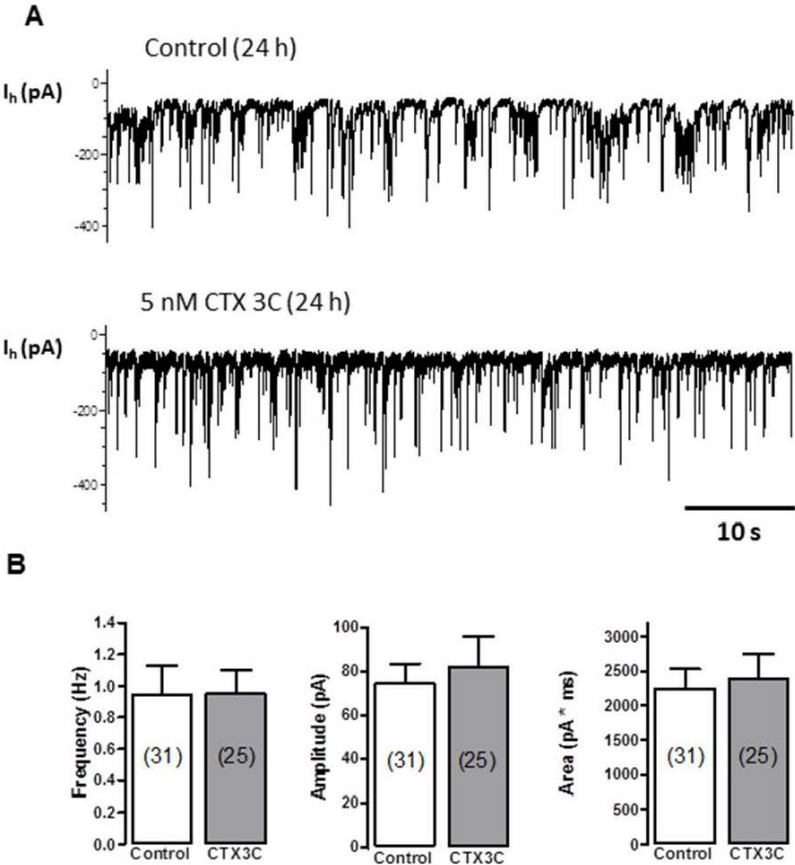 A
Control (24 h)
Ih (pA)
0
-200
-400
5 nM CTX 3C (24 h)
Ih (pA)
0
-200
-400
10 s
B
Frequency (Hz)
1.4
1.2
1.0
0.8
0.6
0.4
0.2
0.0
(31)
(25)
Control
CTX3C
Amplitude (pA)
100
80
60
40
20
0
(31)
(25)
Control
CTX3C
Area (pA * ms)
3000
2500
2000
1500
1000
500
0
(31)
(25)
Control
CTX3C